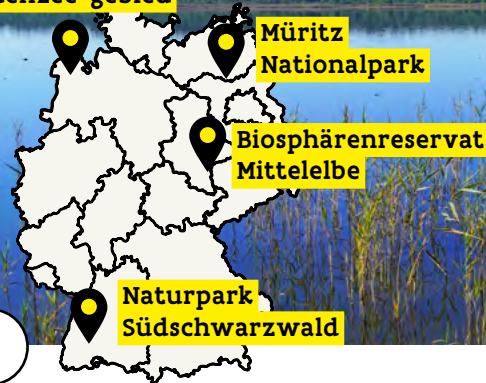 Müritz
Nationalpark
Biosphärenreservat
Mittelelbe
Naturpark
Südschwarzwald